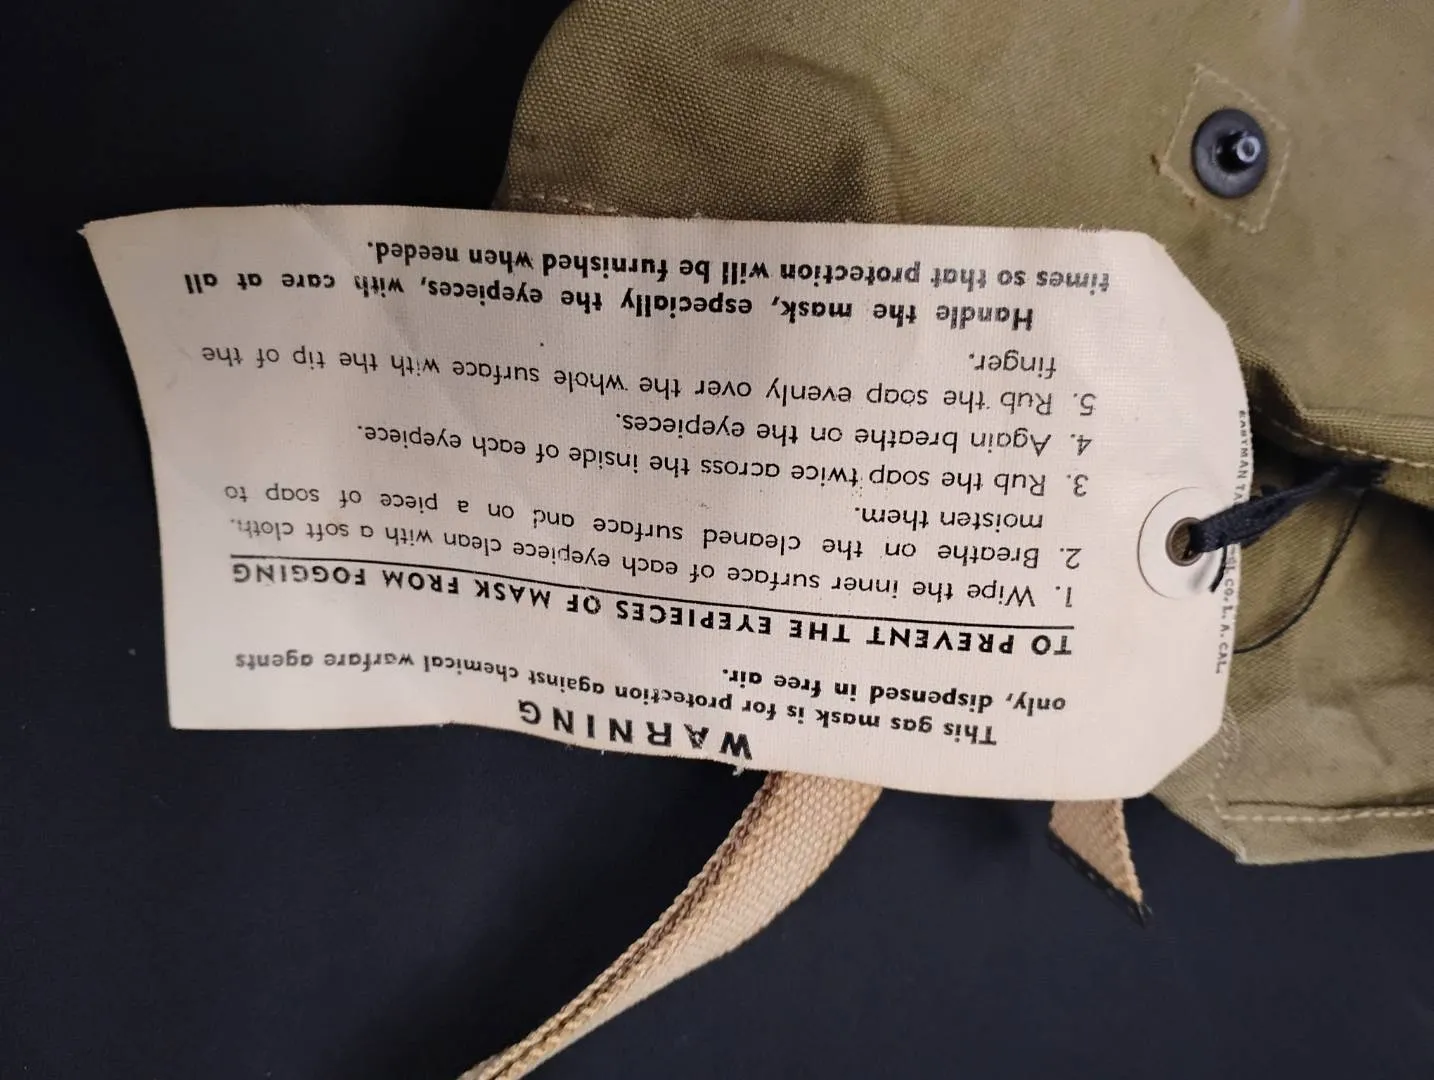 WARNING
This gas mask is for protection against chemical warfare agents
only, dispensed in free air.
TO PREVENT THE EYEPIECES OF MASK FROM FOGGING
1. Wipe the inner surface of each eyepiece clean with a soft cloth.
2. Breathe on the cleaned surface and on a piece of soap to
moisten them.
3. Rub the soap twice across the inside of each eyepiece.
4. Again breathe on the eyepieces.
5. Rub the soap evenly over the whole surface with the tip of the
finger.
Handle the mask, especially the eyepieces, with care at all
times so that protection will be furnished when needed.
EASTMAN CO., L. A. CAL.